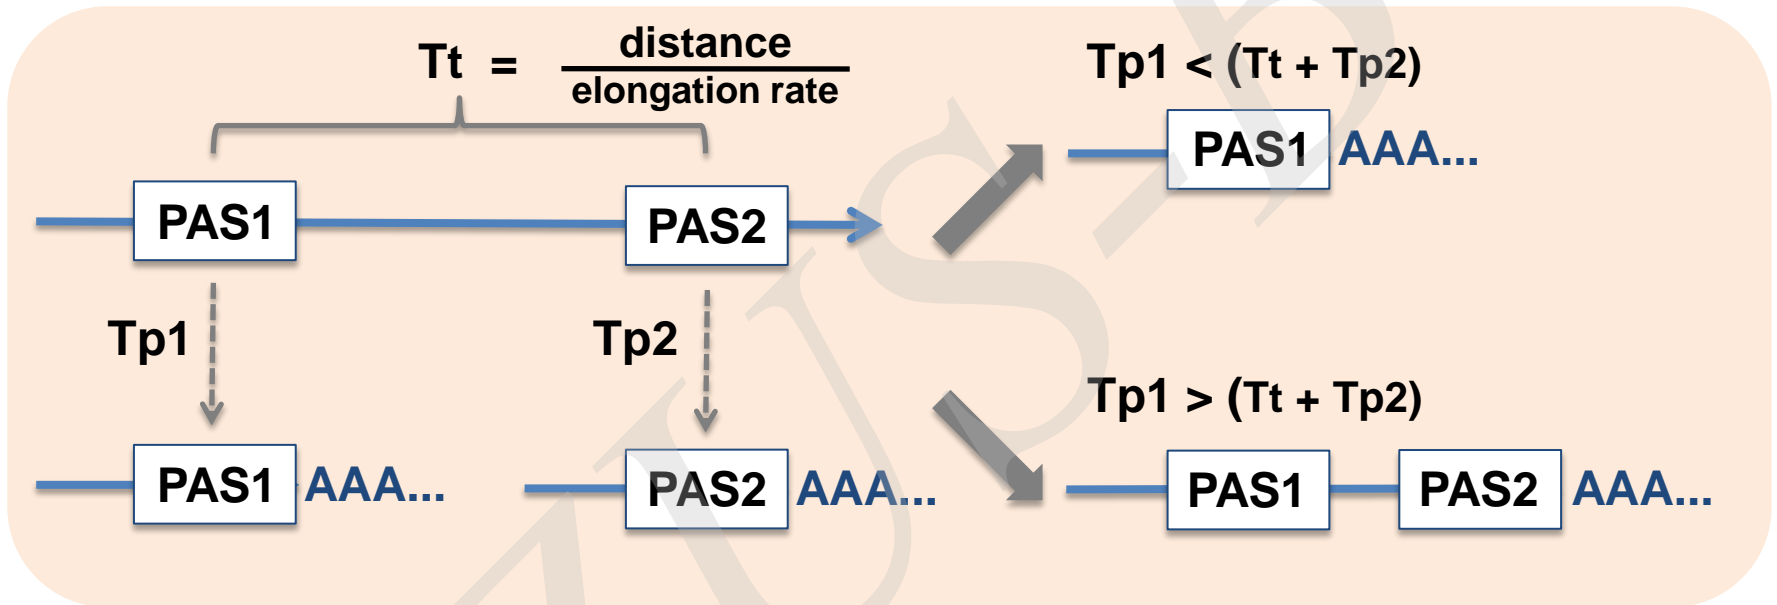 Tt = distance
elongation rate
PAS1
PAS2
Tp1
Tp2
PAS1 AAA...
PAS2 AAA...
Tp1 < (Tt + Tp2)
PAS1 AAA...
Tp1 > (Tt + Tp2)
PAS1 PAS2 AAA...